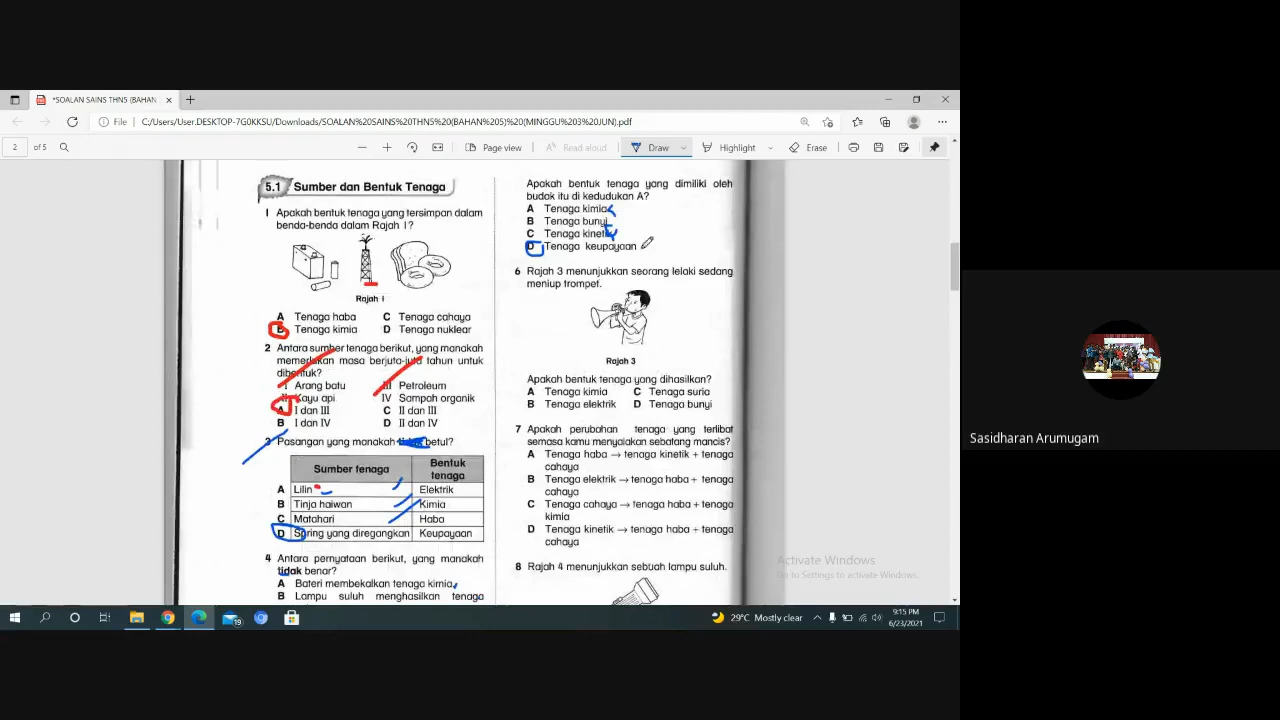 *SOALAN SAINS THN5 (BAHAN
File
C:/Users/User.DESKTOP-7G0KKSU/Downloads/SOALAN%20SAINS%20THN5%20(BAHAN%205)%20(MINGGU%203%20JUN).pdf
2 of 5
Page view
Read aloud
Draw
Highlight
Erase
5.1 Sumber dan Bentuk Tenaga
1 Apakah bentuk tenaga yang tersimpan dalam
benda-benda dalam Rajah 1?
Rajah 1
A Tenaga haba C Tenaga cahaya
B Tenaga kimia D Tenaga nuklear
2 Antara sumber tenaga berikut, yang manakah
memerlukan masa berjuta-juta tahun untuk
dibentuk?
I Arang batu III Petroleum
II Kayu api IV Sampah organik
A I dan III C II dan III
B I dan IV D II dan IV
3 Pasangan yang manakah tidak betul?
Sumber tenaga Bentuk
tenaga
A Lilin Elektrik
B Tinja haiwan Kimia
C Matahari Haba
D Spring yang diregangkan Keupayaan
4 Antara pernyataan berikut, yang manakah
tidak benar?
A Bateri membekalkan tenaga kimia.
B Lampu suluh menghasilkan tenaga
Apakah bentuk tenaga yang dimiliki oleh
budak itu di kedudukan A?
A Tenaga kimia
B Tenaga bunyi
C Tenaga kinetik
D Tenaga keupayaan
6 Rajah 3 menunjukkan seorang lelaki sedang
meniup trompet.
Rajah 3
Apakah bentuk tenaga yang dihasilkan?
A Tenaga kimia C Tenaga suria
B Tenaga elektrik D Tenaga bunyi
7 Apakah perubahan tenaga yang terlibat
semasa kamu menyalakan sebatang mancis?
A Tenaga haba → tenaga kinetik + tenaga
cahaya
B Tenaga elektrik → tenaga haba + tenaga
cahaya
C Tenaga cahaya → tenaga haba + tenaga
kimia
D Tenaga kinetik → tenaga haba + tenaga
cahaya
8 Rajah 4 menunjukkan sebuah lampu suluh.
Activate Windows
Go to Settings to activate Windows.
19
29°C Mostly clear
9:15 PM
6/23/2021
Sasidharan Arumugam